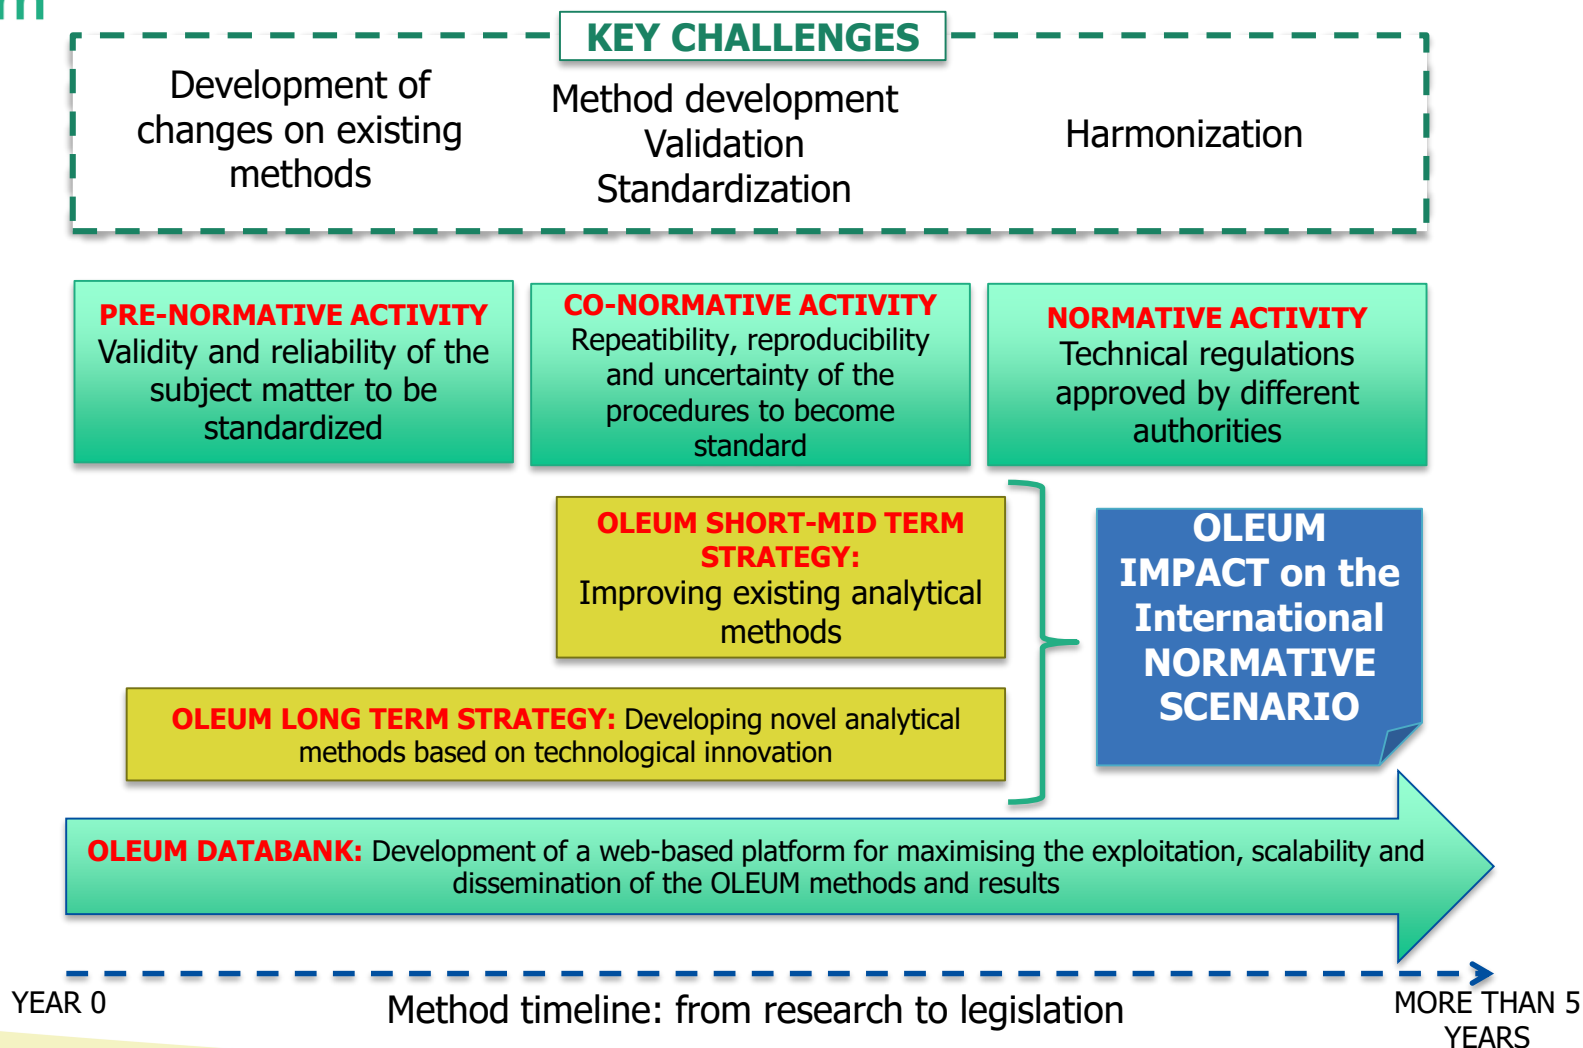 KEY CHALLENGES
Development of
changes on existing
methods
Method development
Validation
Standardization
Harmonization
PRE-NORMATIVE ACTIVITY
Validity and reliability of the
subject matter to be
standardized
CO-NORMATIVE ACTIVITY
Repeatibility, reproducibility
and uncertainty of the
procedures to become
standard
NORMATIVE ACTIVITY
Technical regulations
approved by different
authorities
OLEUM SHORT-MID TERM
STRATEGY:
Improving existing analytical
methods
OLEUM LONG TERM STRATEGY: Developing novel analytical
methods based on technological innovation
OLEUM
IMPACT on the
International
NORMATIVE
SCENARIO
OLEUM DATABANK: Development of a web-based platform for maximising the exploitation, scalability and
dissemination of the OLEUM methods and results
YEAR 0
Method timeline: from research to legislation
MORE THAN 5
YEARS